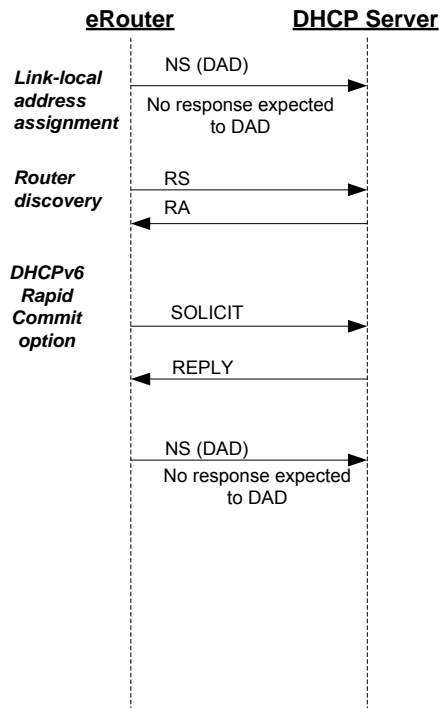 eRouter DHCP Server
NS (DAD)
Link-local
address
assignment
No response expected
to DAD
Router
discovery
RS
RA
DHCPv6
Rapid
Commit
option
SOLICIT
REPLY
NS (DAD)
No response expected
to DAD